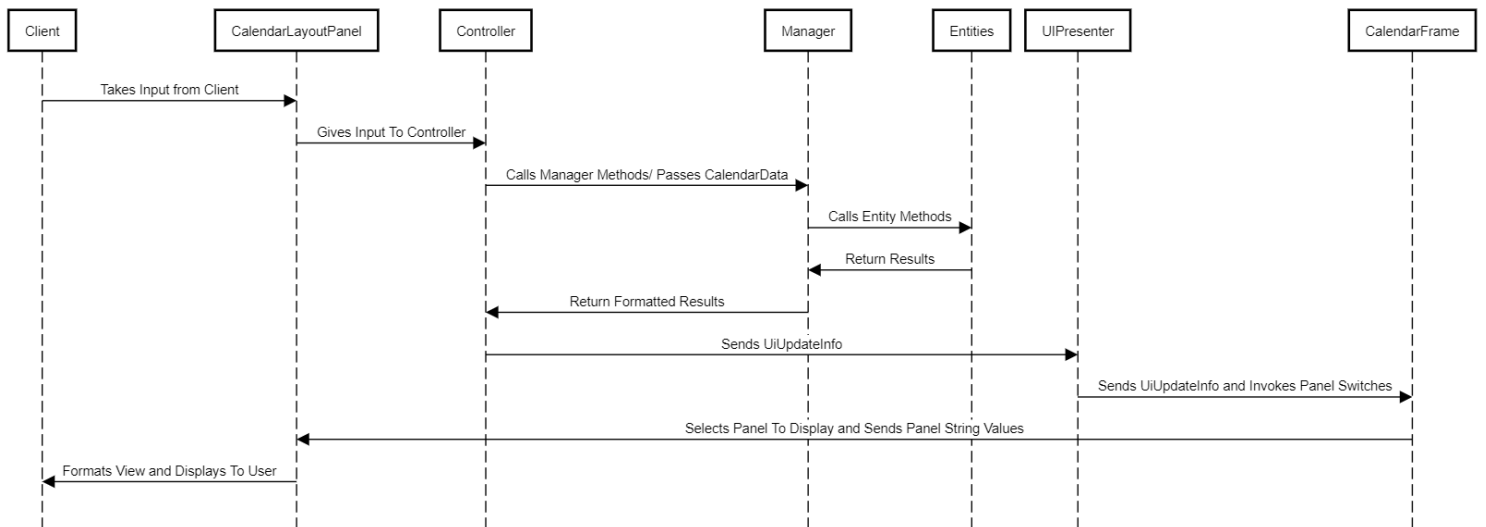 Client
CalendarLayoutPanel
Controller
Manager
Entities
UIPresenter
CalendarFrame
Takes Input from Client
Gives Input To Controller
Calls Manager Methods/ Passes CalendarData
Calls Entity Methods
Return Results
Return Formatted Results
Sends UiUpdateInfo
Sends UiUpdateInfo and Invokes Panel Switches
Selects Panel To Display and Sends Panel String Values
Formats View and Displays To User